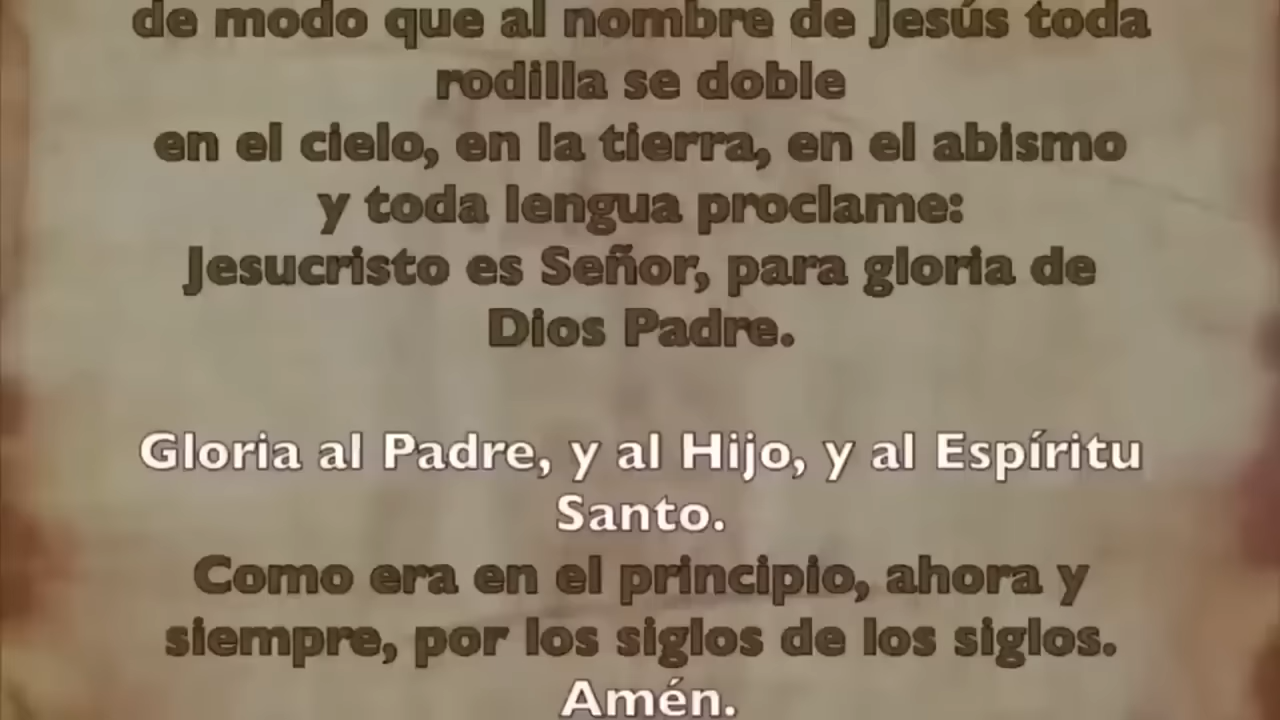 de modo que al nombre de Jesús toda
rodilla se doble
en el cielo, en la tierra, en el abismo
y toda lengua proclame:
Jesucristo es Señor, para gloria de
Dios Padre.
Gloria al Padre, y al Hijo, y al Espíritu
Santo.
Como era en el principio, ahora y
siempre, por los siglos de los siglos.
Amén.